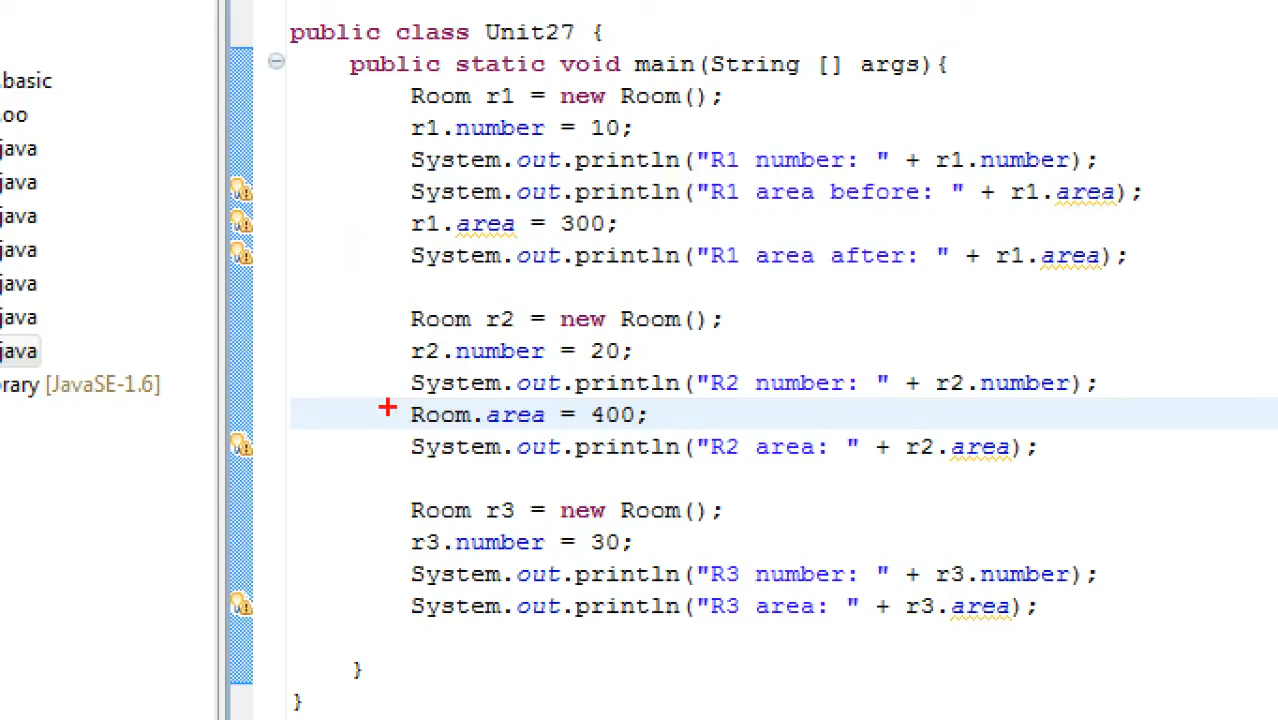 public class Unit27 {
public static void main(String [] args){
.basic
Room r1 = new Room();
.oo
r1.number = 10;
java
System.out.println("R1 number: " + r1.number);
java
System.out.println("R1 area before: " + r1.area);
java
r1.area = 300;
java
System.out.println("R1 area after: " + r1.area);
java
java
Room r2 = new Room();
java
r2.number = 20;
rary [JavaSE-1.6]
System.out.println("R2 number: " + r2.number);
Room.area = 400;
System.out.println("R2 area: " + r2.area);
Room r3 = new Room();
r3.number = 30;
System.out.println("R3 number: " + r3.number);
System.out.println("R3 area: " + r3.area);
}
}